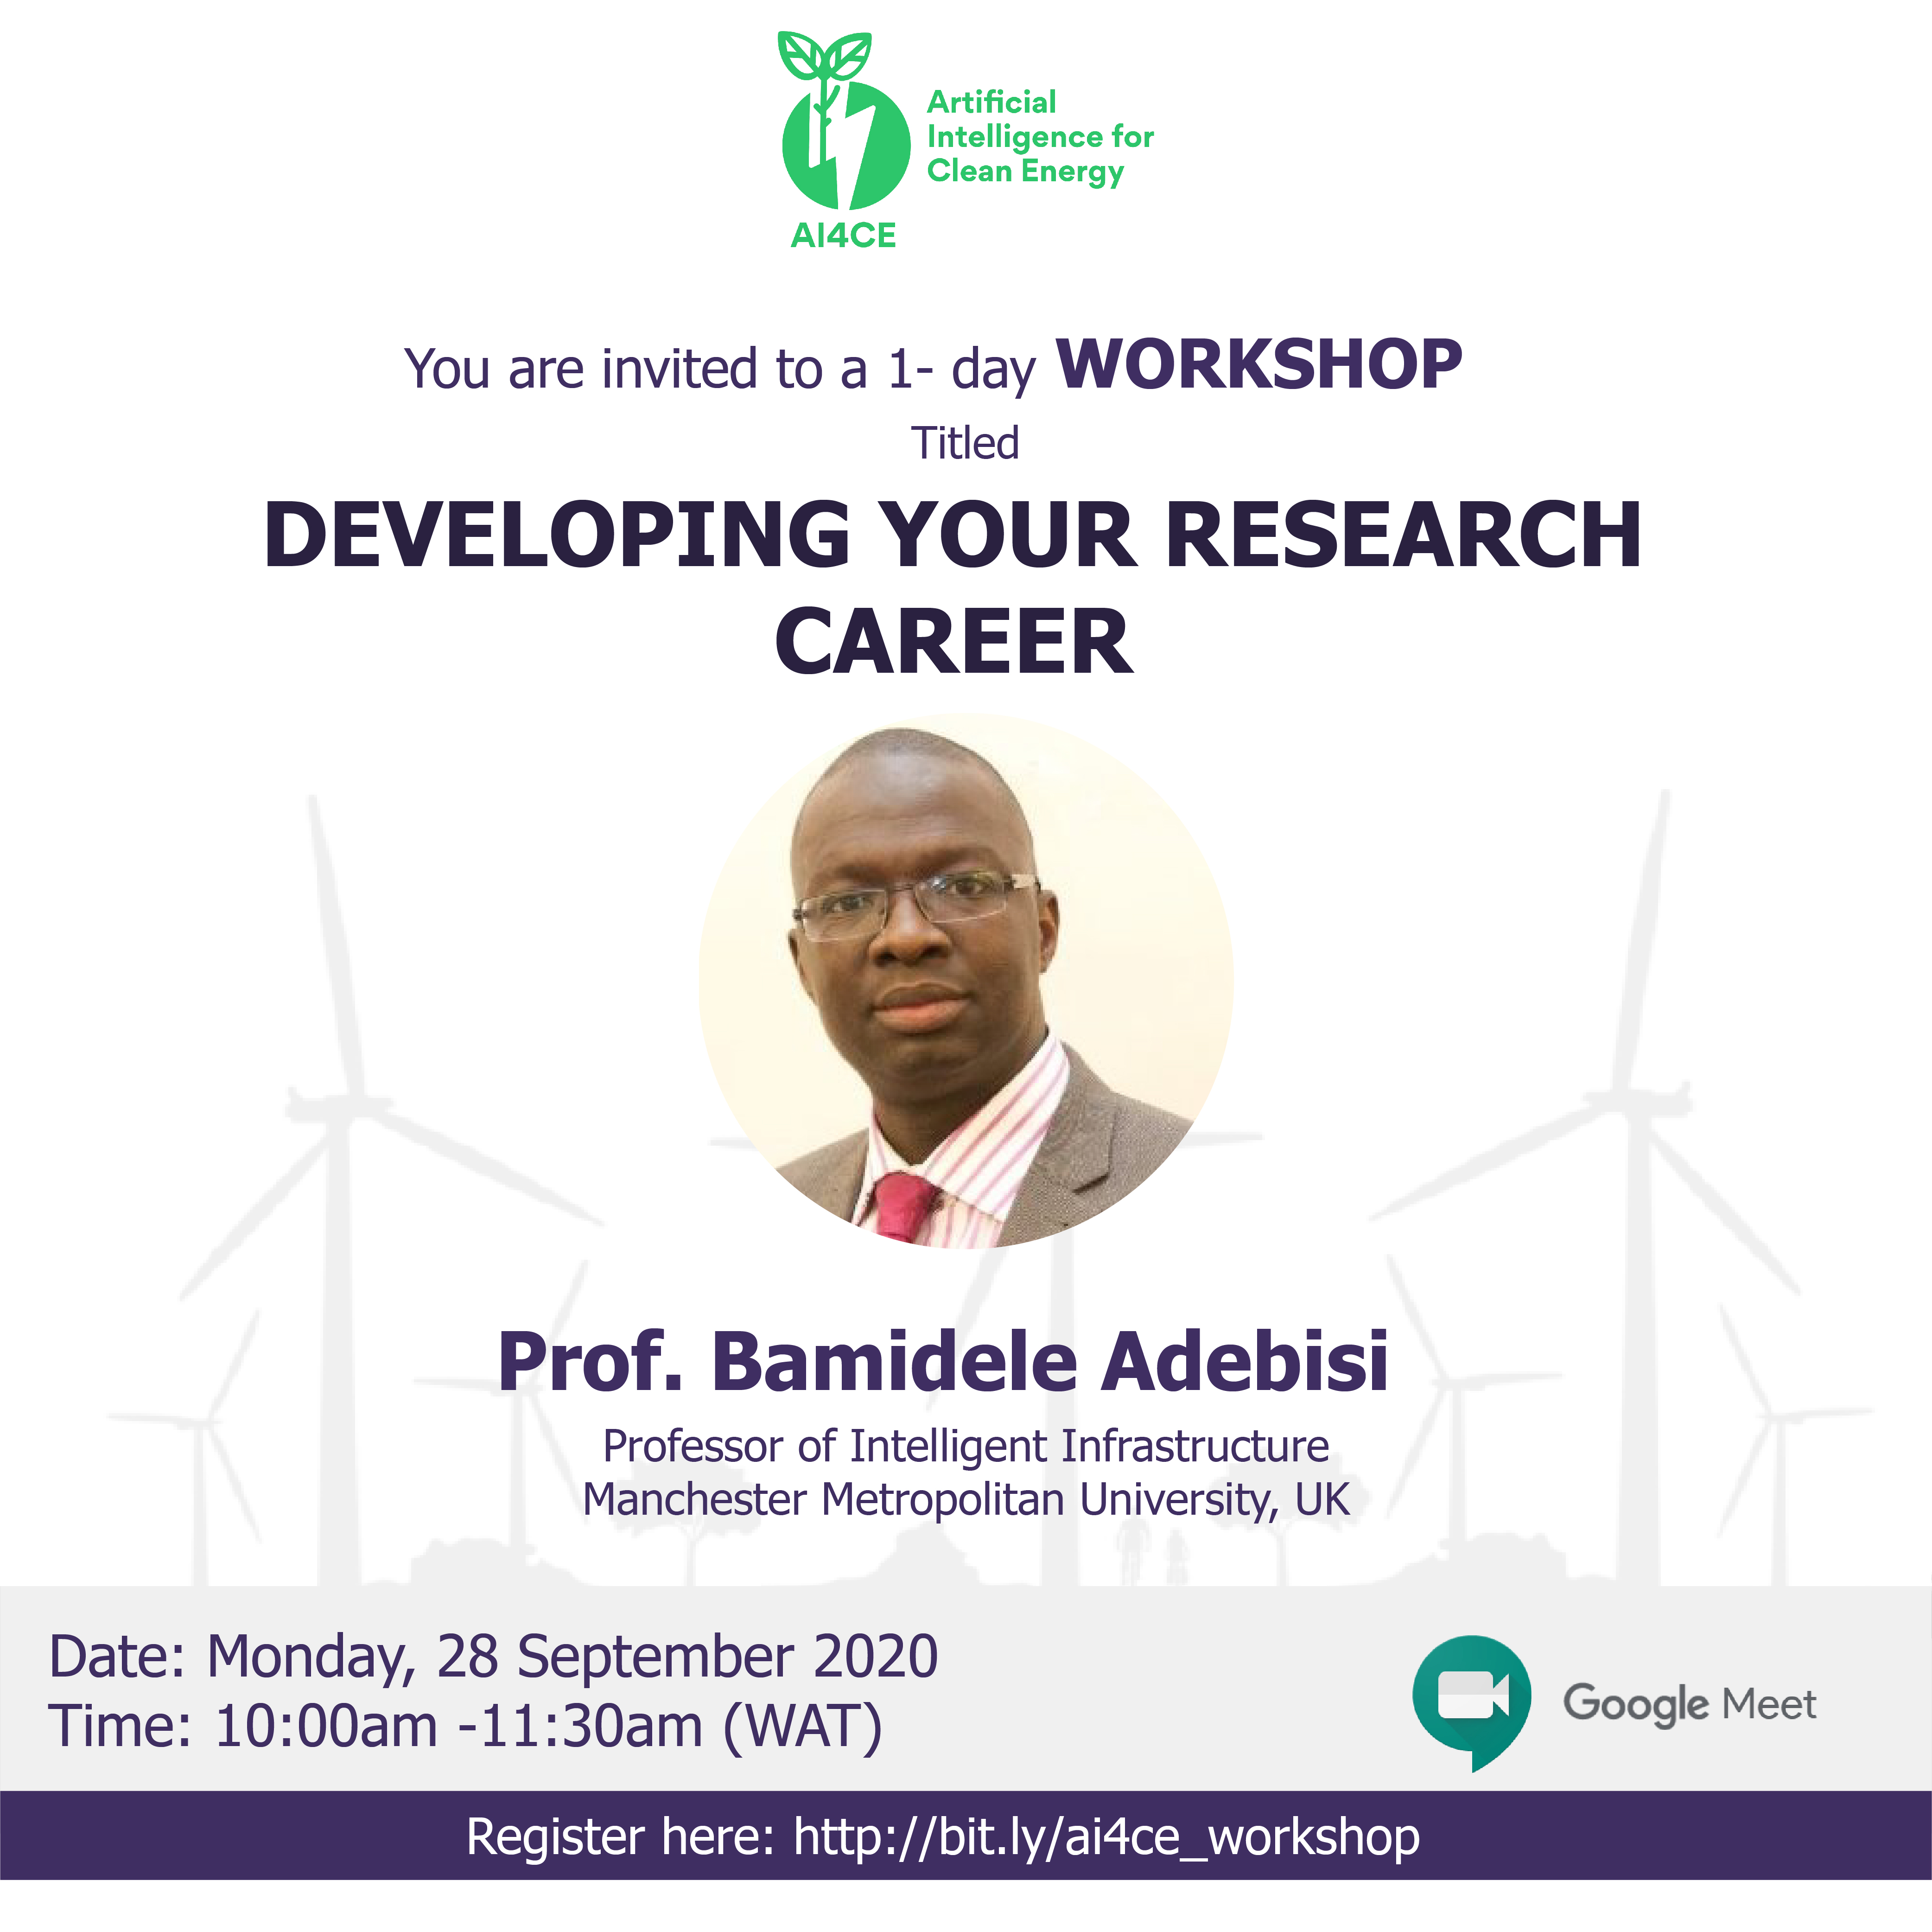 Artificial
Intelligence for
Clean Energy
AI4CE
You are invited to a 1- day WORKSHOP
Titled
DEVELOPING YOUR RESEARCH
CAREER
Prof. Bamidele Adebisi
Professor of Intelligent Infrastructure
Manchester Metropolitan University, UK
Date: Monday, 28 September 2020
Time: 10:00am -11:30am (WAT)
Google Meet
Register here: http://bit.ly/ai4ce_workshop